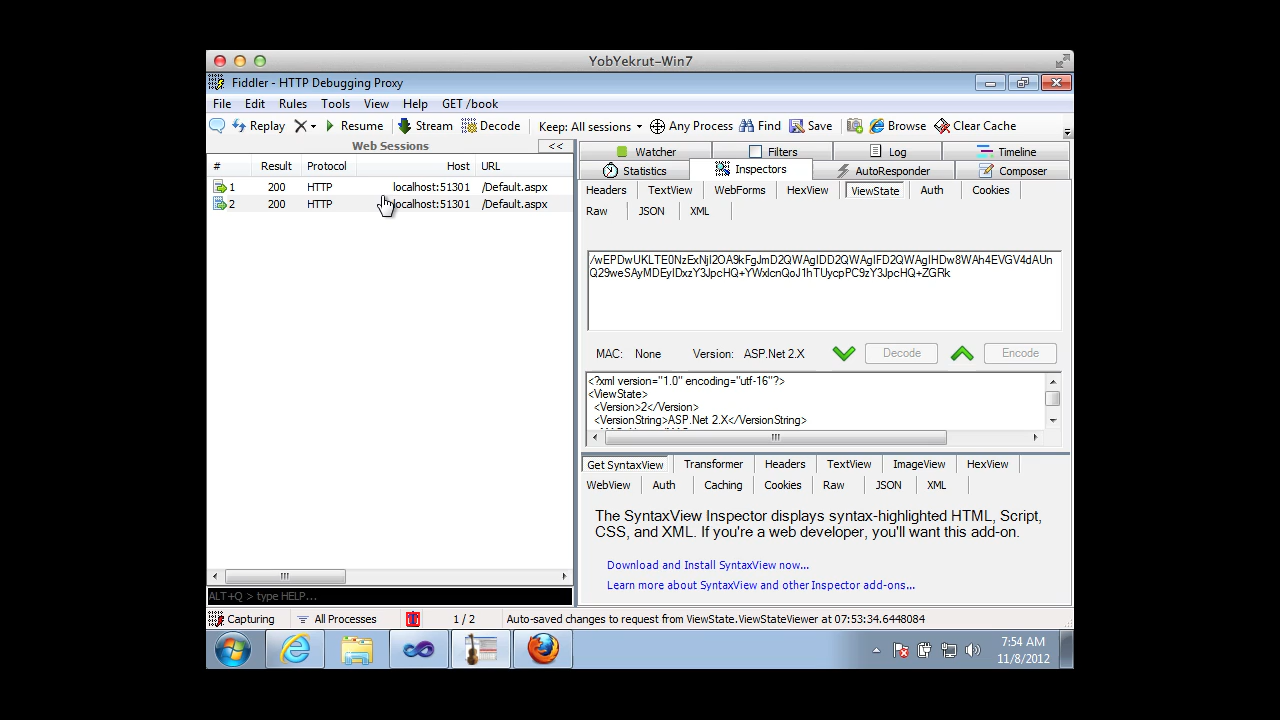 YobYekrut-Win7
Fiddler - HTTP Debugging Proxy
File Edit Rules Tools View Help GET /book
Replay Resume Stream Decode Keep: All sessions Any Process Find Save Browse Clear Cache
Web Sessions <<
# Result Protocol Host URL
1 200 HTTP localhost:51301 /Default.aspx
2 200 HTTP localhost:51301 /Default.aspx
Watcher Filters Log Timeline
Statistics Inspectors AutoResponder Composer
Headers TextView WebForms HexView ViewState Auth Cookies
Raw JSON XML
MAC: None Version: ASP.Net 2.X Decode Encode
<?xml version="1.0" encoding="utf-16"?>
<ViewState>
<Version>2</Version>
<VersionString>ASP.Net 2.X</VersionString>
Get SyntaxView Transformer Headers TextView ImageView HexView
WebView Auth Caching Cookies Raw JSON XML
The SyntaxView Inspector displays syntax-highlighted HTML, Script,
CSS, and XML. If you're a web developer, you'll want this add-on.
Download and Install SyntaxView now...
Learn more about SyntaxView and other Inspector add-ons...
ALT+Q > type HELP...
Capturing All Processes 1 / 2 Auto-saved changes to request from ViewState.ViewStateViewer at 07:53:34.6448084
7:54 AM
11/8/2012